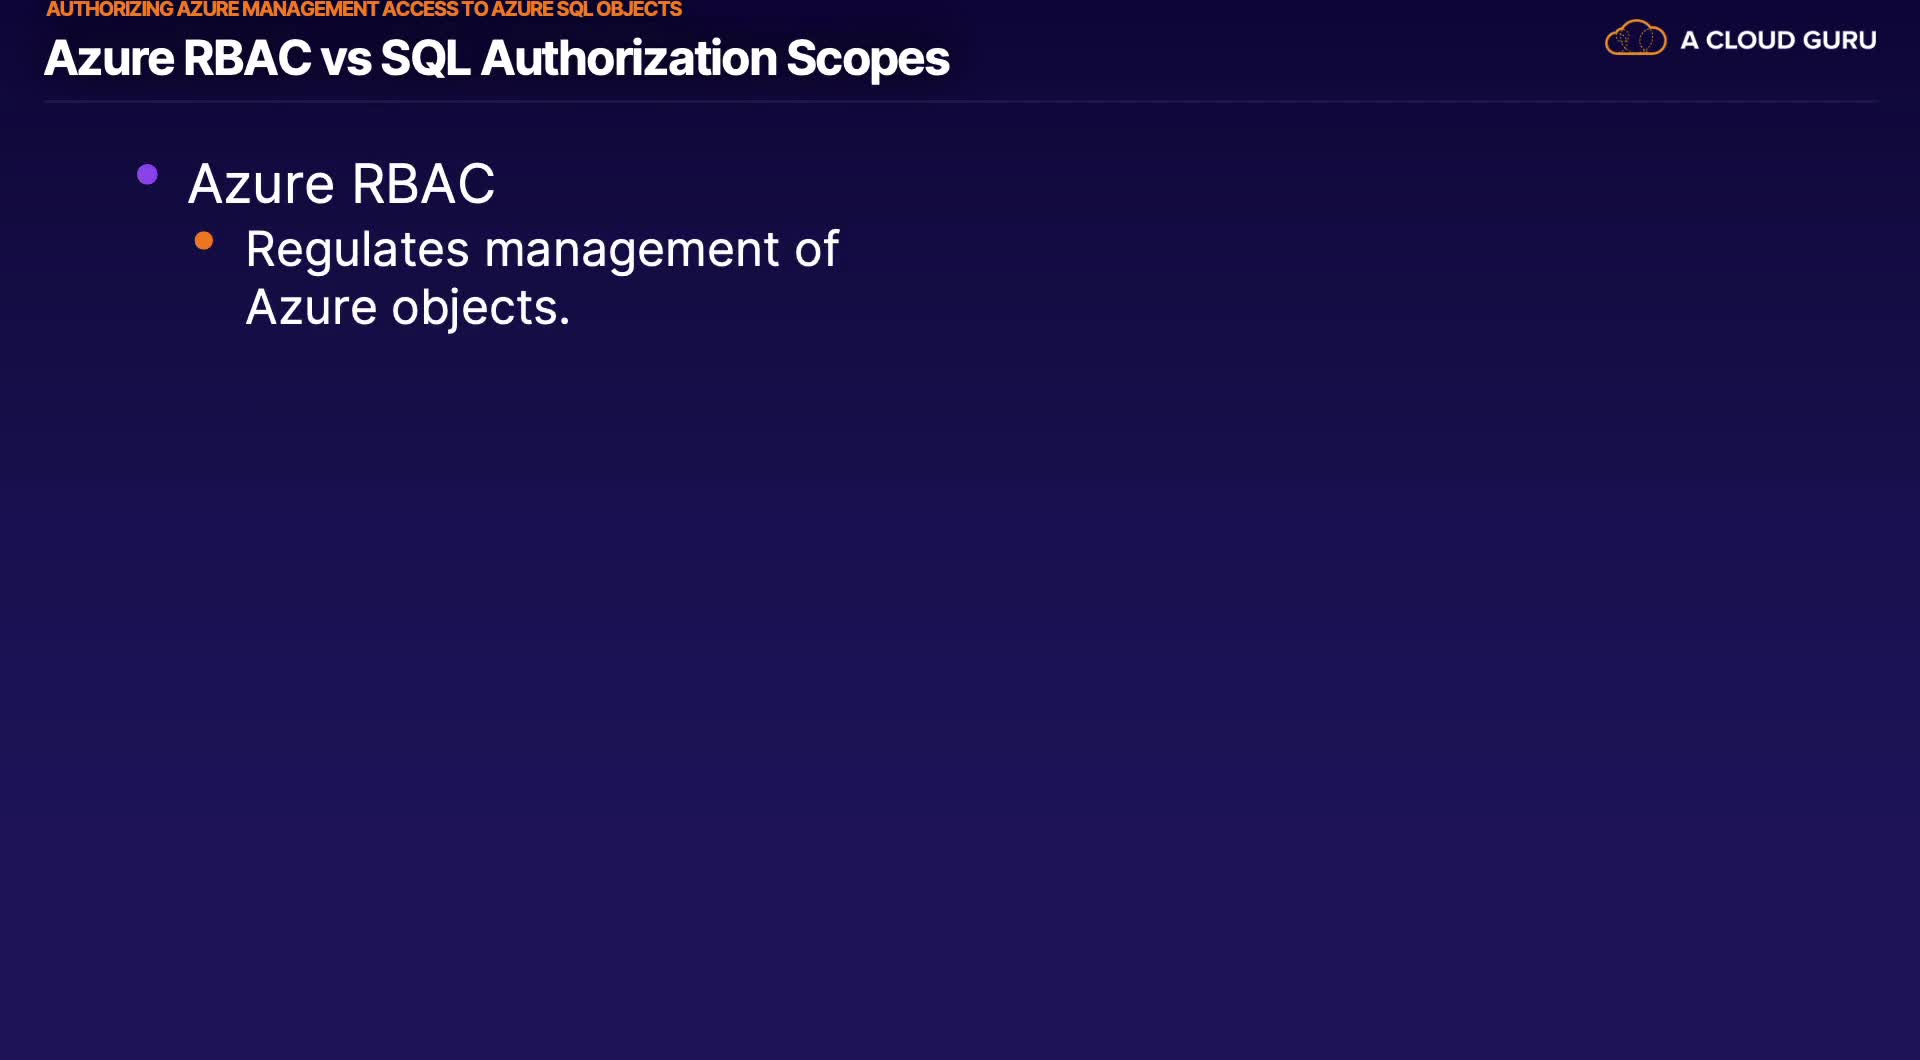 AUTHORIZING AZURE MANAGEMENT ACCESS TO AZURE SQL OBJECTS
Azure RBAC vs SQL Authorization Scopes
A CLOUD GURU
Azure RBAC
Regulates management of
Azure objects.